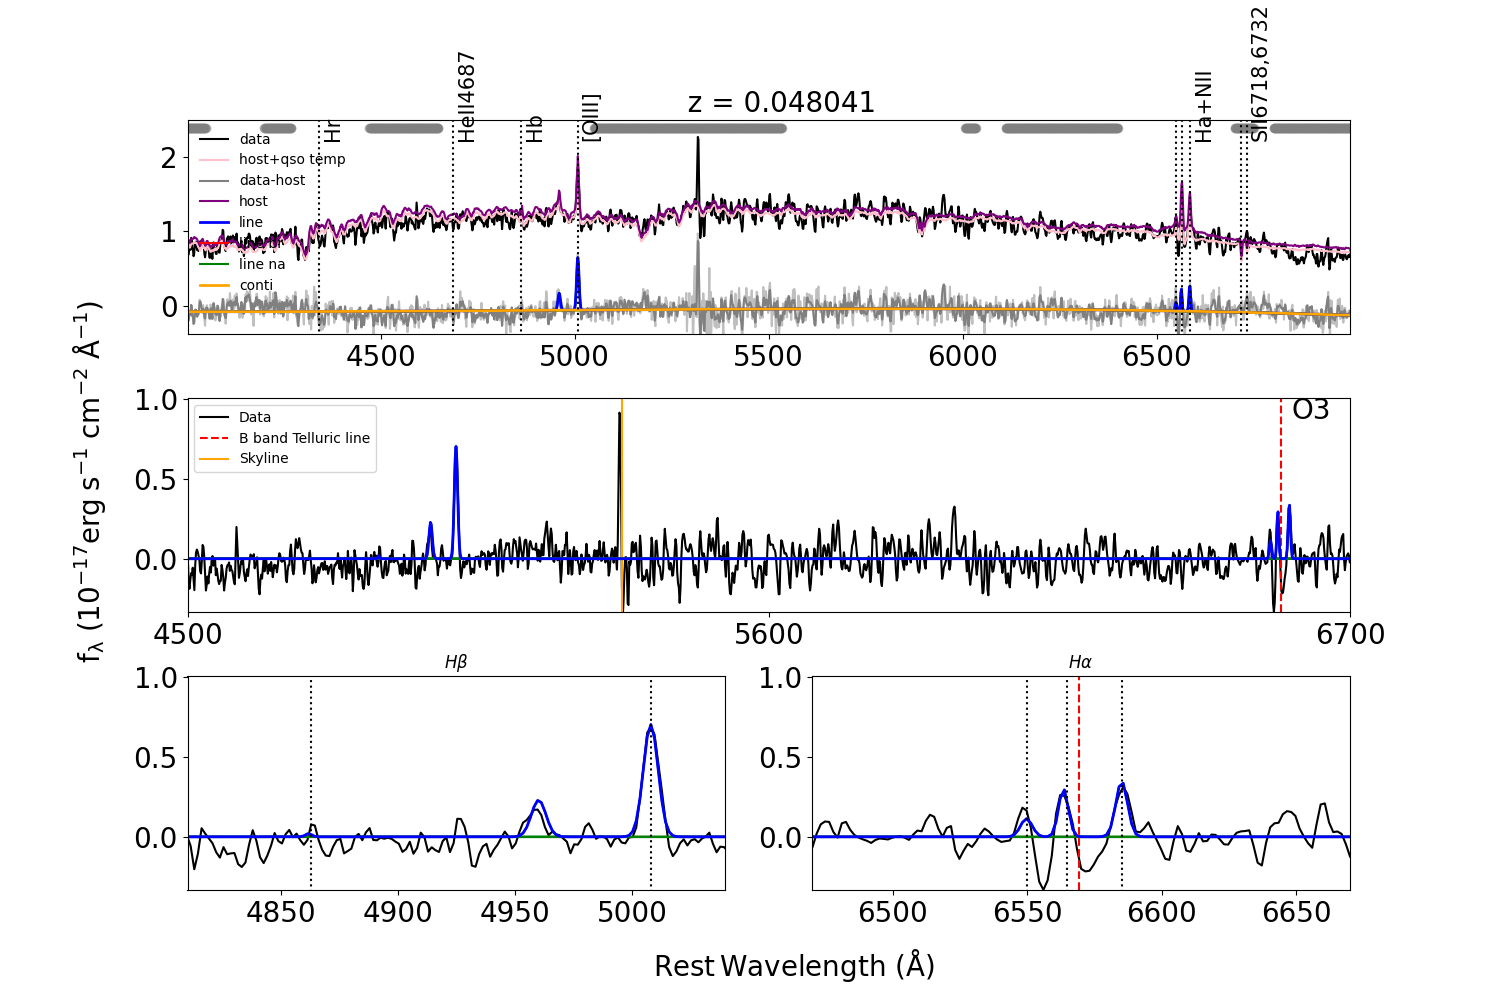 z = 0.048041
Hr
HeII4687
Hb
[OIII]
Ha+NII
SII6718,6732
data
host+qso temp
data-host
host
line
line na
conti
2
1
0
4500 5000 5500 6000 6500
f_λ (10^−17 erg s^−1 cm^−2 Å^−1)
Data
B band Telluric line
Skyline
O3
1.0
0.5
0.0
4500 5600 6700
Hβ
1.0
0.5
0.0
4850 4900 4950 5000
Hα
1.0
0.5
0.0
6500 6550 6600 6650
Rest Wavelength (Å)